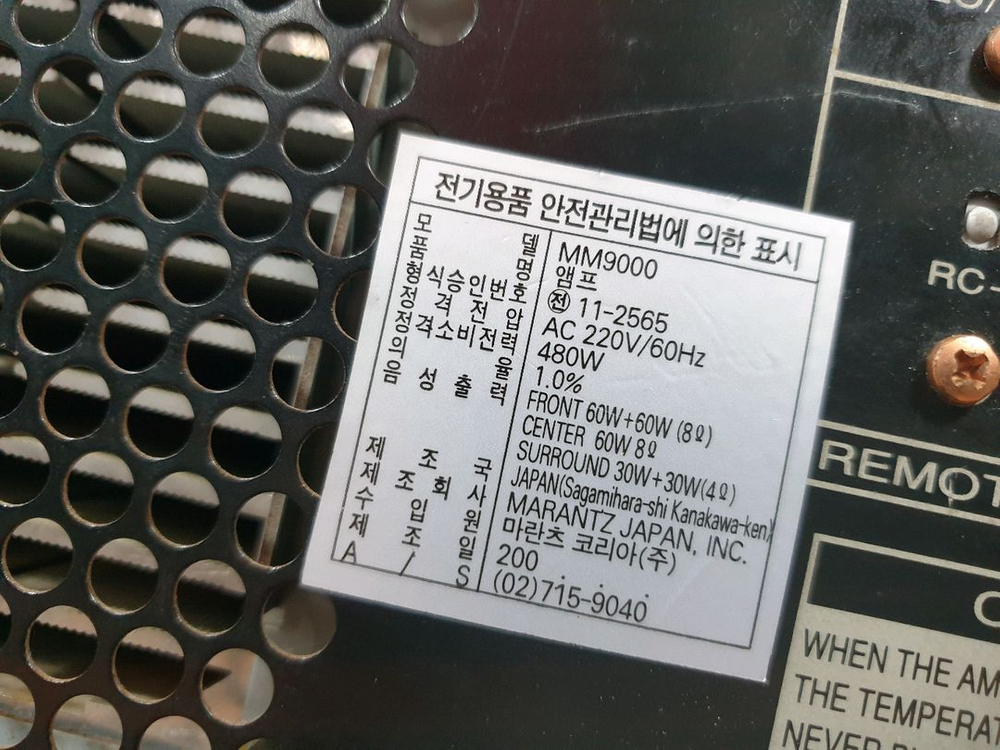 전기용품 안전관리법에 의한 표시
모델 MM9000
품명 앰프
형식승인번호 전 11-2565
정격전압 AC 220V/60Hz
정격소비전력 480W
의율 1.0%
음성출력 FRONT 60W+60W (8Ω)
CENTER 60W 8Ω
SURROUND 30W+30W(4Ω)
제조국 JAPAN(Sagamihara-shi Kanakawa-ken)
제조회사 MARANTZ JAPAN, INC.
수입원 마란츠 코리아(주)
제조일 200 . .
A/S (02)715-9040
RC-
REMOT
WHEN THE AM
THE TEMPERAT
NEVER